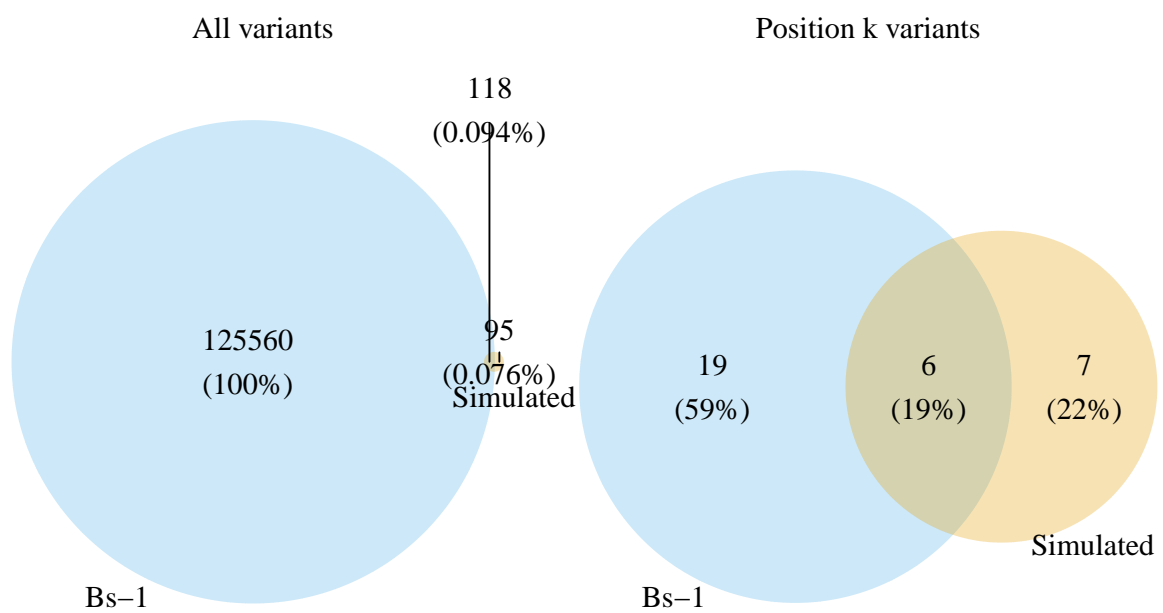 All variants
118
(0.094%)
125560
(100%)
95
(0.076%)
Simulated
Bs−1
Position k variants
19
(59%)
6
(19%)
7
(22%)
Simulated
Bs−1